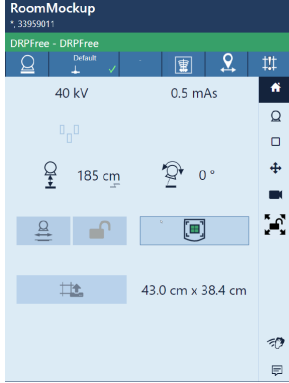 RoomMockup
*, 33959011
DRPFree - DRPFree
Default
40 kV 0.5 mAs
185 cm 0 °
43.0 cm x 38.4 cm